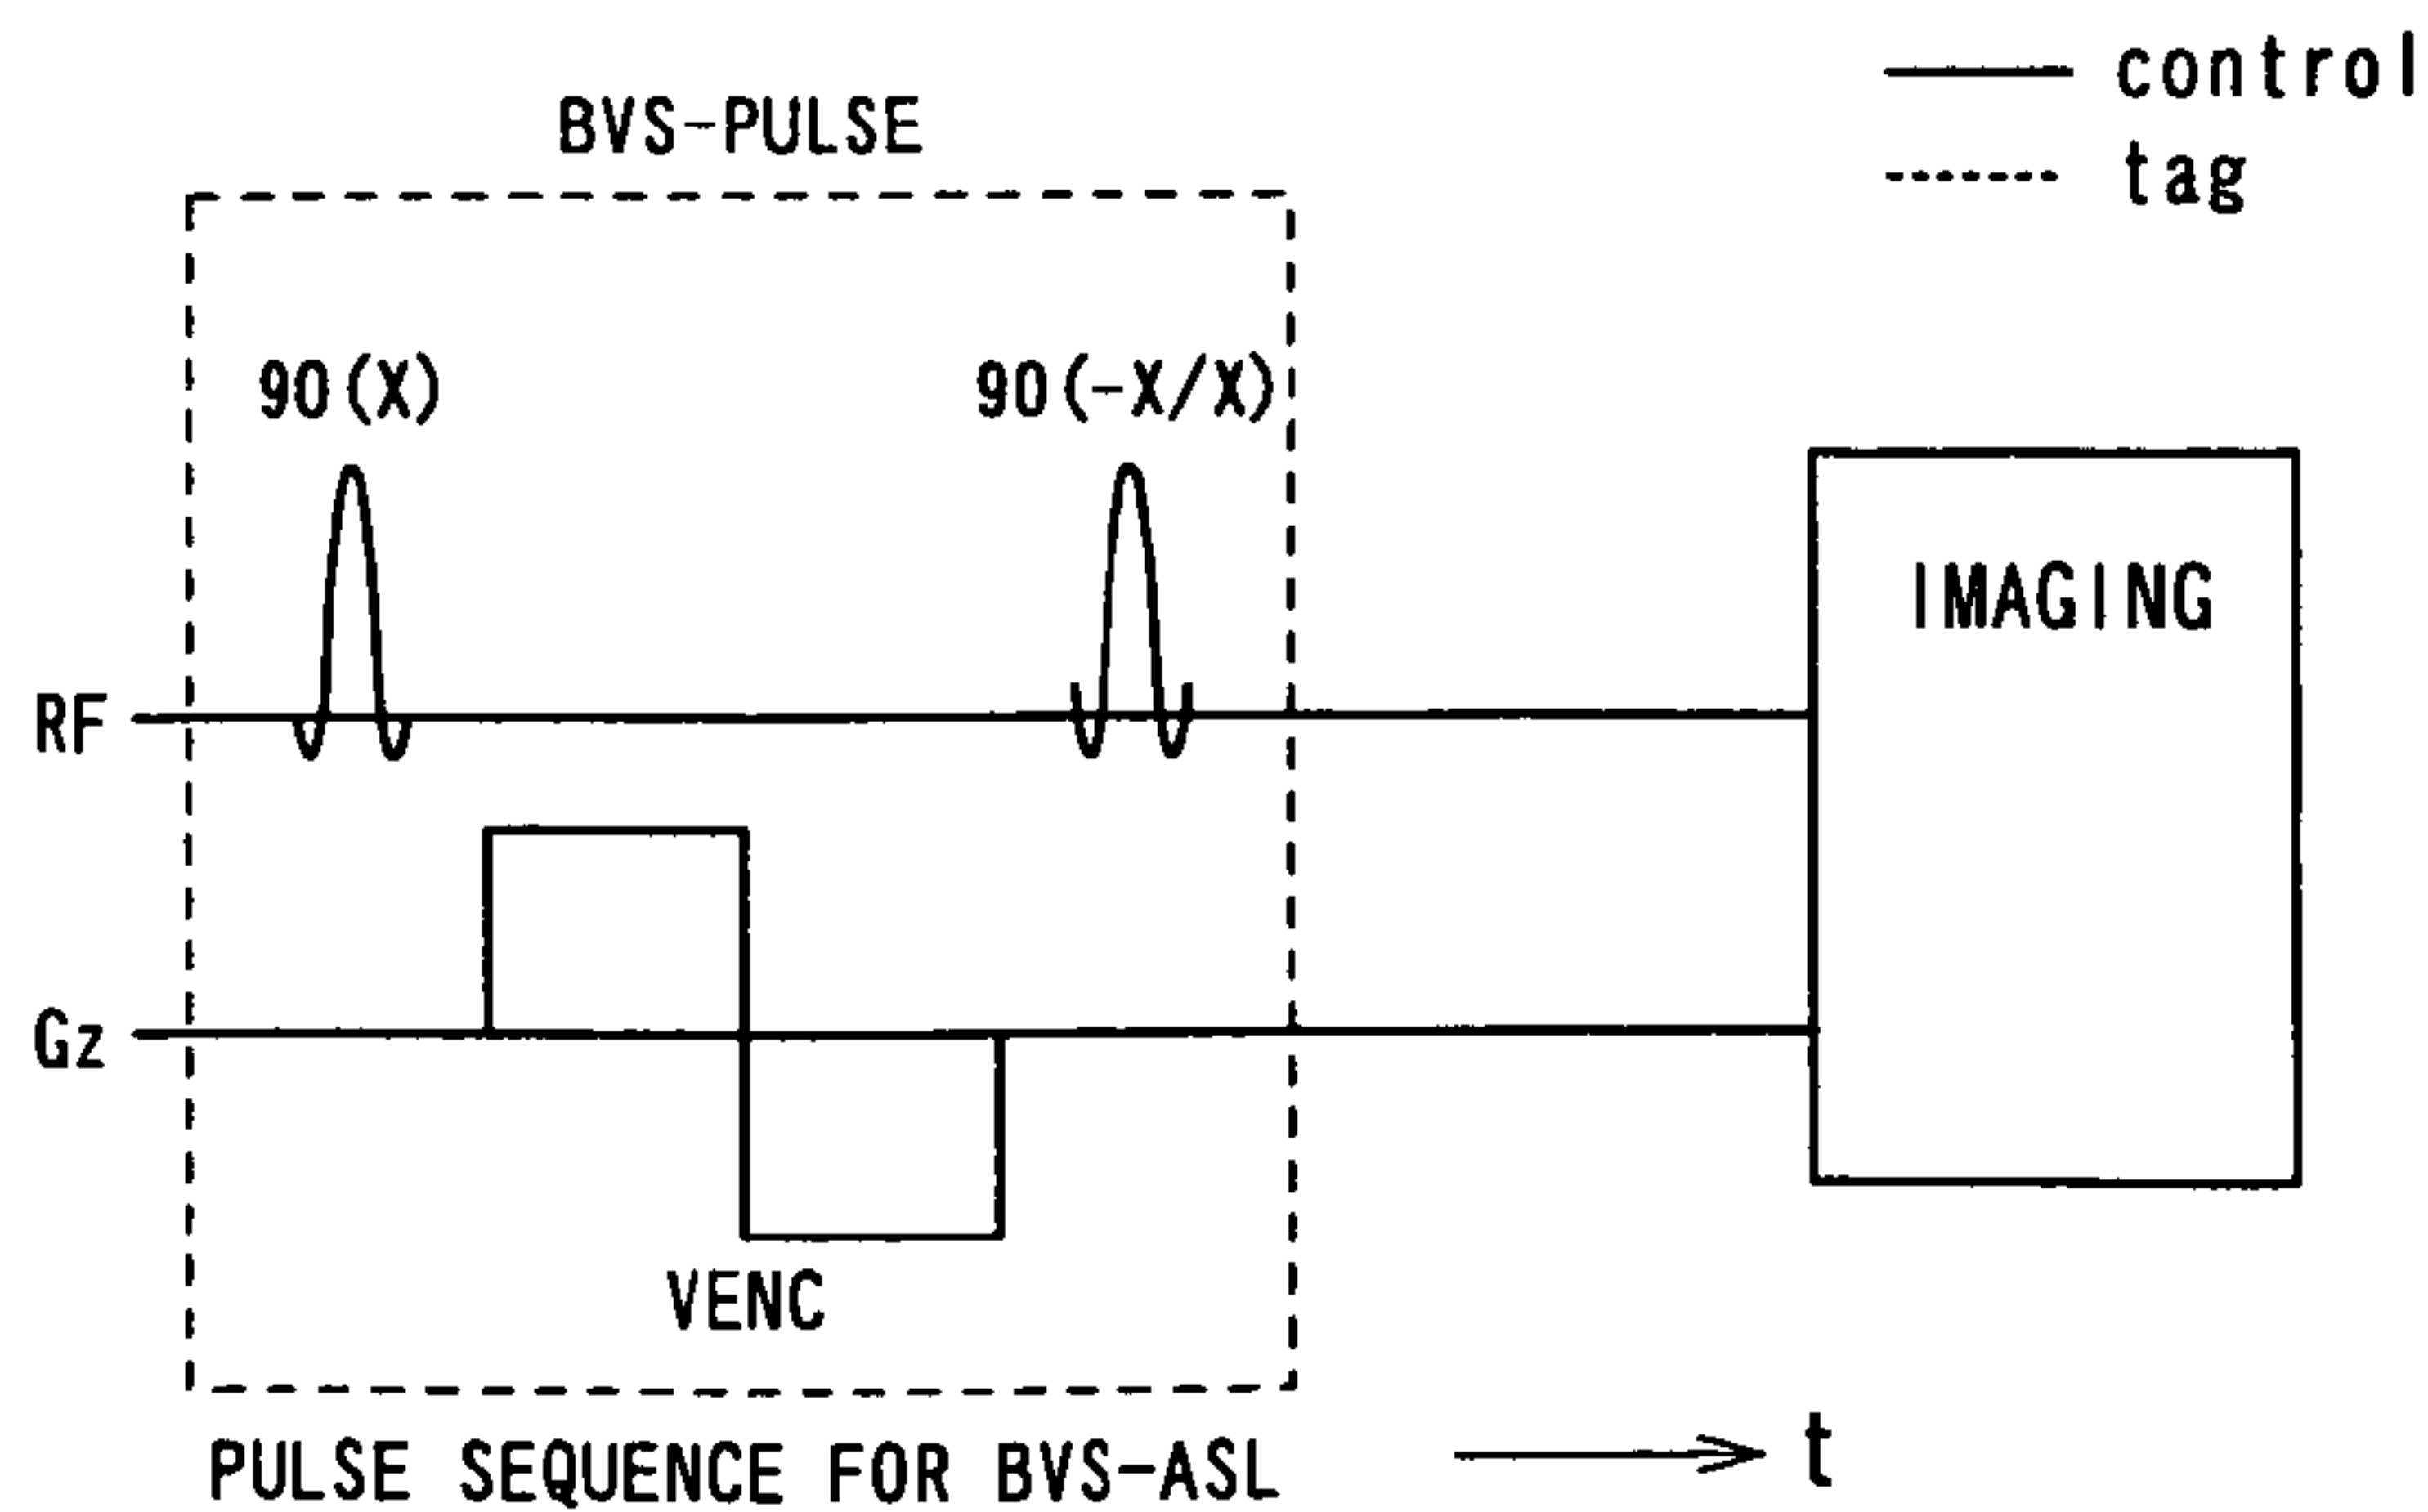 control
tag
BVS-PULSE
90(X)
90(-X/X)
IMAGING
RF
Gz
VENC
PULSE SEQUENCE FOR BVS-ASL
t